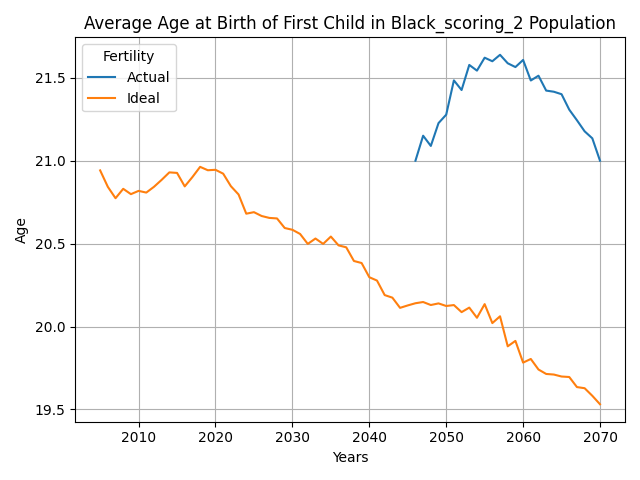 Average Age at Birth of First Child in Black_scoring_2 Population
Fertility
Actual
Ideal
21.5
21.0
20.5
20.0
19.5
Age
2010
2020
2030
2040
2050
2060
2070
Years